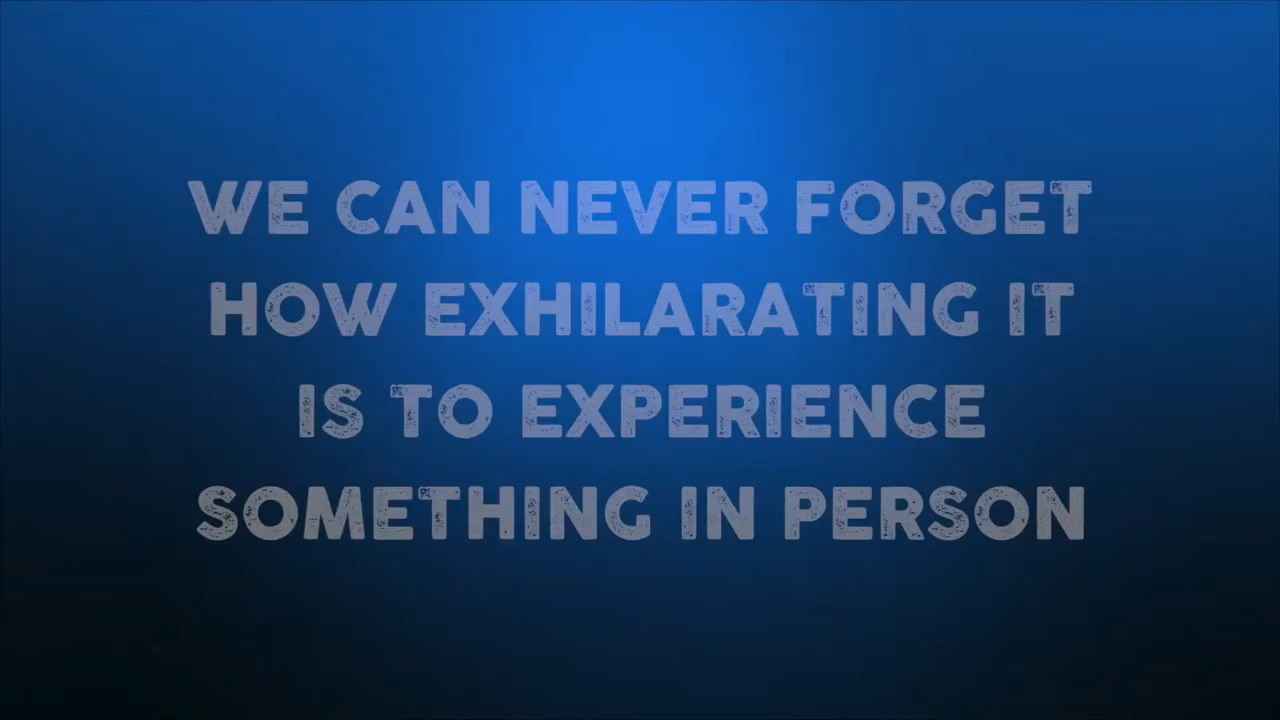 WE CAN NEVER FORGET
HOW EXHILARATING IT
IS TO EXPERIENCE
SOMETHING IN PERSON